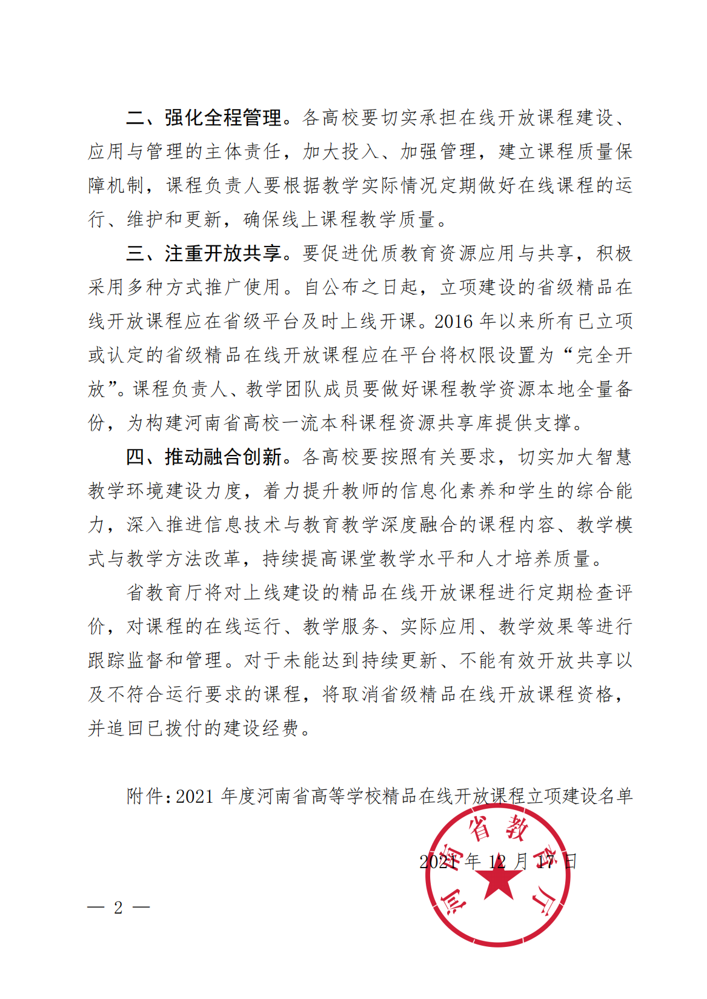 二、强化全程管理。各高校要切实承担在线开放课程建设、
应用与管理的主体责任，加大投入、加强管理，建立课程质量保
障机制，课程负责人要根据教学实际情况定期做好在线课程的运
行、维护和更新，确保线上课程教学质量。
三、注重开放共享。要促进优质教育资源应用与共享，积极
采用多种方式推广使用。自公布之日起，立项建设的省级精品在
线开放课程应在省级平台及时上线开课。2016 年以来所有已立项
或认定的省级精品在线开放课程应在平台将权限设置为“完全开
放”。课程负责人、教学团队成员要做好课程教学资源本地全量备
份，为构建河南省高校一流本科课程资源共享库提供支撑。
四、推动融合创新。各高校要按照有关要求，切实加大智慧
教学环境建设力度，着力提升教师的信息化素养和学生的综合能
力，深入推进信息技术与教育教学深度融合的课程内容、教学模
式与教学方法改革，持续提高课堂教学水平和人才培养质量。
省教育厅将对上线建设的精品在线开放课程进行定期检查评
价，对课程的在线运行、教学服务、实际应用、教学效果等进行
跟踪监督和管理。对于未能达到持续更新、不能有效开放共享以
及不符合运行要求的课程，将取消省级精品在线开放课程资格，
并追回已拨付的建设经费。
附件：2021 年度河南省高等学校精品在线开放课程立项建设名单
河南省教育厅
2021 年 12 月 17 日
— 2 —